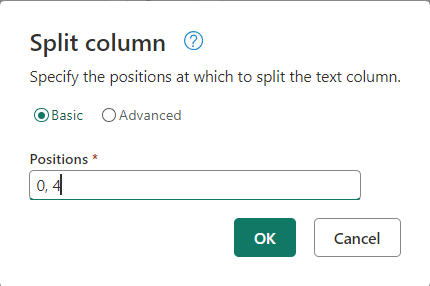 Split column ?
Specify the positions at which to split the text column.
Basic Advanced
Positions *
0, 4
OK Cancel